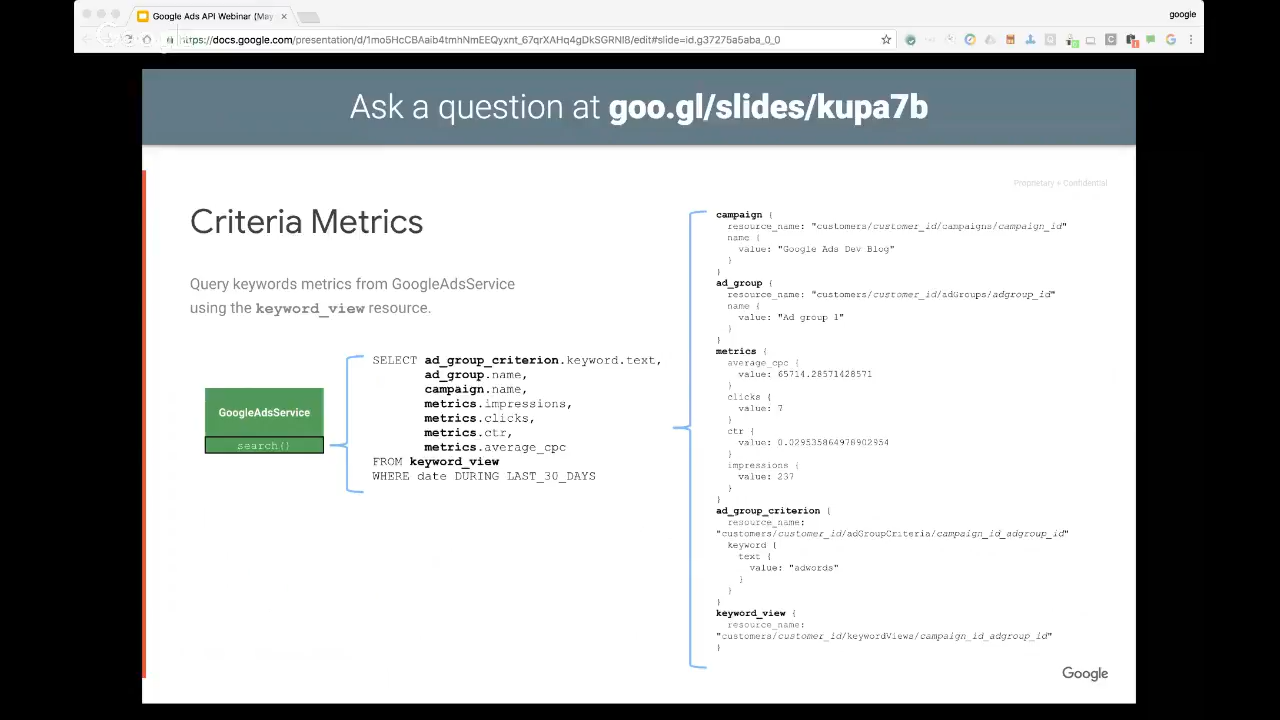 Google Ads API Webinar (May
google
https://docs.google.com/presentation/d/1mo5HcCBAaib4tmhNmEEQyxnt_67qrXAHq4gDkSGRNI8/edit#slide=id.g37275a5aba_0_0
Ask a question at goo.gl/slides/kupa7b
Proprietary + Confidential
Criteria Metrics
Query keywords metrics from GoogleAdsService
using the keyword_view resource.
GoogleAdsService
search()
SELECT ad_group_criterion.keyword.text,
ad_group.name,
campaign.name,
metrics.impressions,
metrics.clicks,
metrics.ctr,
metrics.average_cpc
FROM keyword_view
WHERE date DURING LAST_30_DAYS
campaign {
resource_name: "customers/customer_id/campaigns/campaign_id"
name {
value: "Google Ads Dev Blog"
}
}
ad_group {
resource_name: "customers/customer_id/adGroups/adgroup_id"
name {
value: "Ad group 1"
}
}
metrics {
average_cpc {
value: 65714.28571428571
}
clicks {
value: 7
}
ctr {
value: 0.029535864978902954
}
impressions {
value: 237
}
}
ad_group_criterion {
resource_name:
"customers/customer_id/adGroupCriteria/campaign_id_adgroup_id"
keyword {
text {
value: "adwords"
}
}
}
keyword_view {
resource_name:
"customers/customer_id/keywordViews/campaign_id_adgroup_id"
}
Google